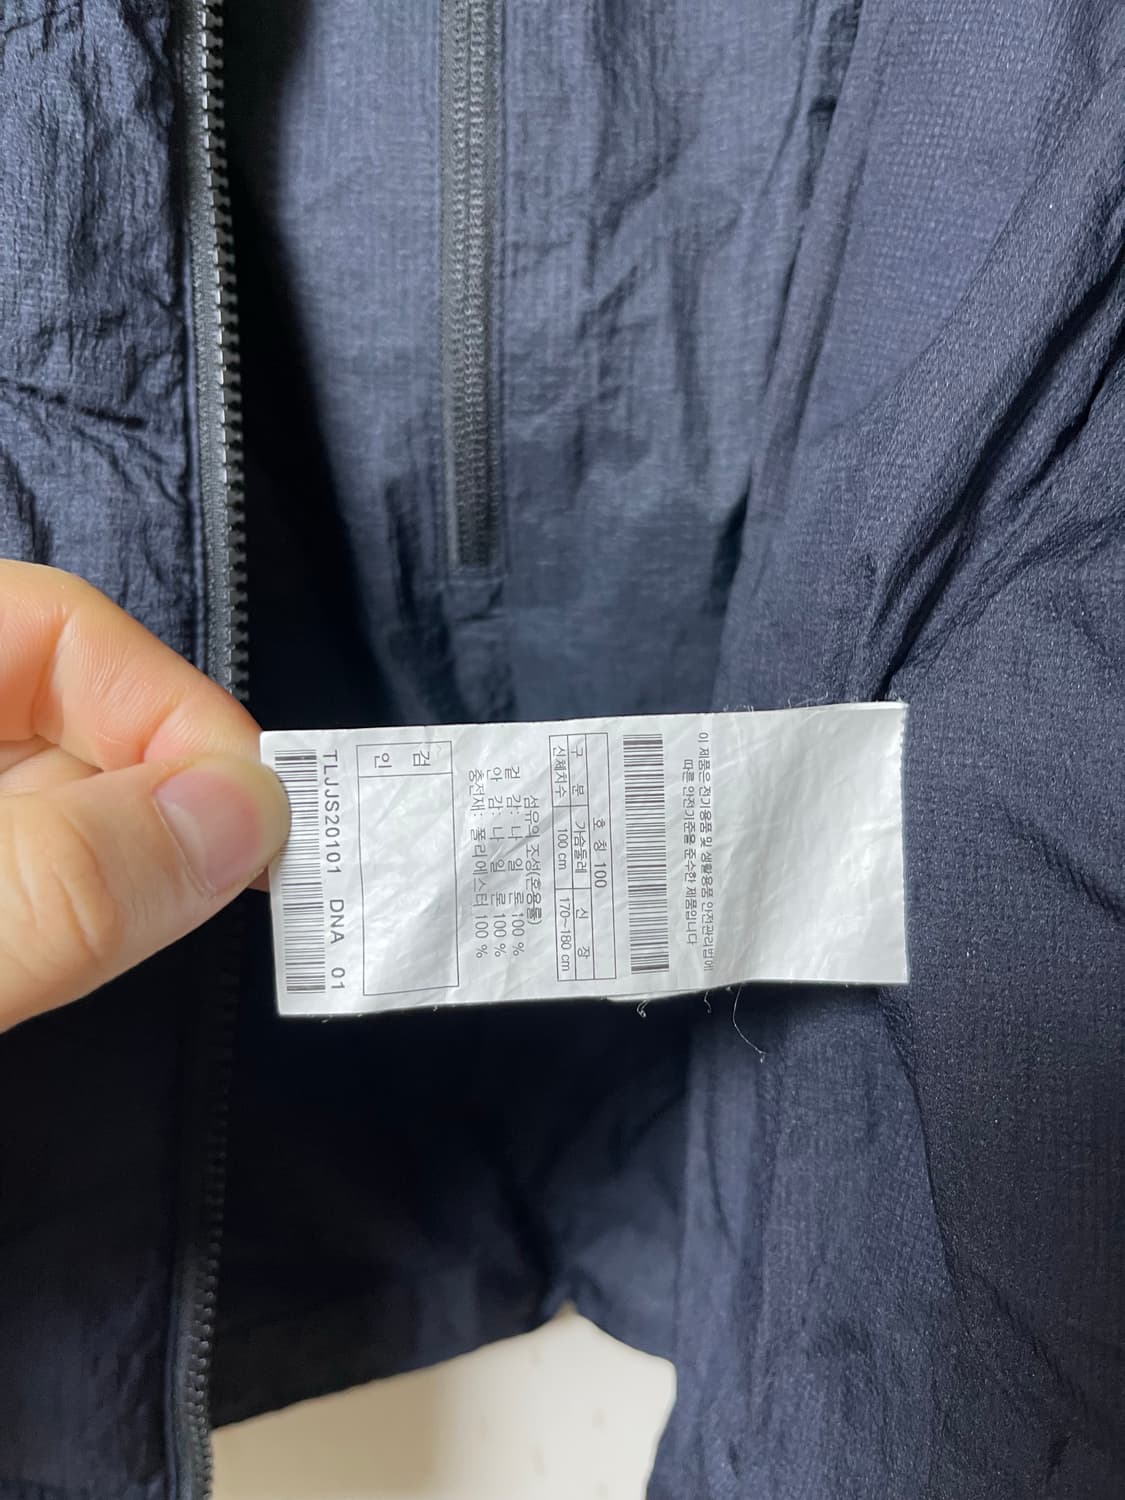 이 제품은 전기용품 및 생활용품 안전관리법에
따른 안전기준을 준수한 제품입니다
호 칭 100
구 분 가슴둘레 신 장
신체치수 100 cm 170~180 cm
섬유의 조성(혼용률)
겉 감: 나 일 론 100 %
안 감: 나 일 론 100 %
충전재: 폴리에스터 100 %
검
인
TLJJS20101 DNA 01